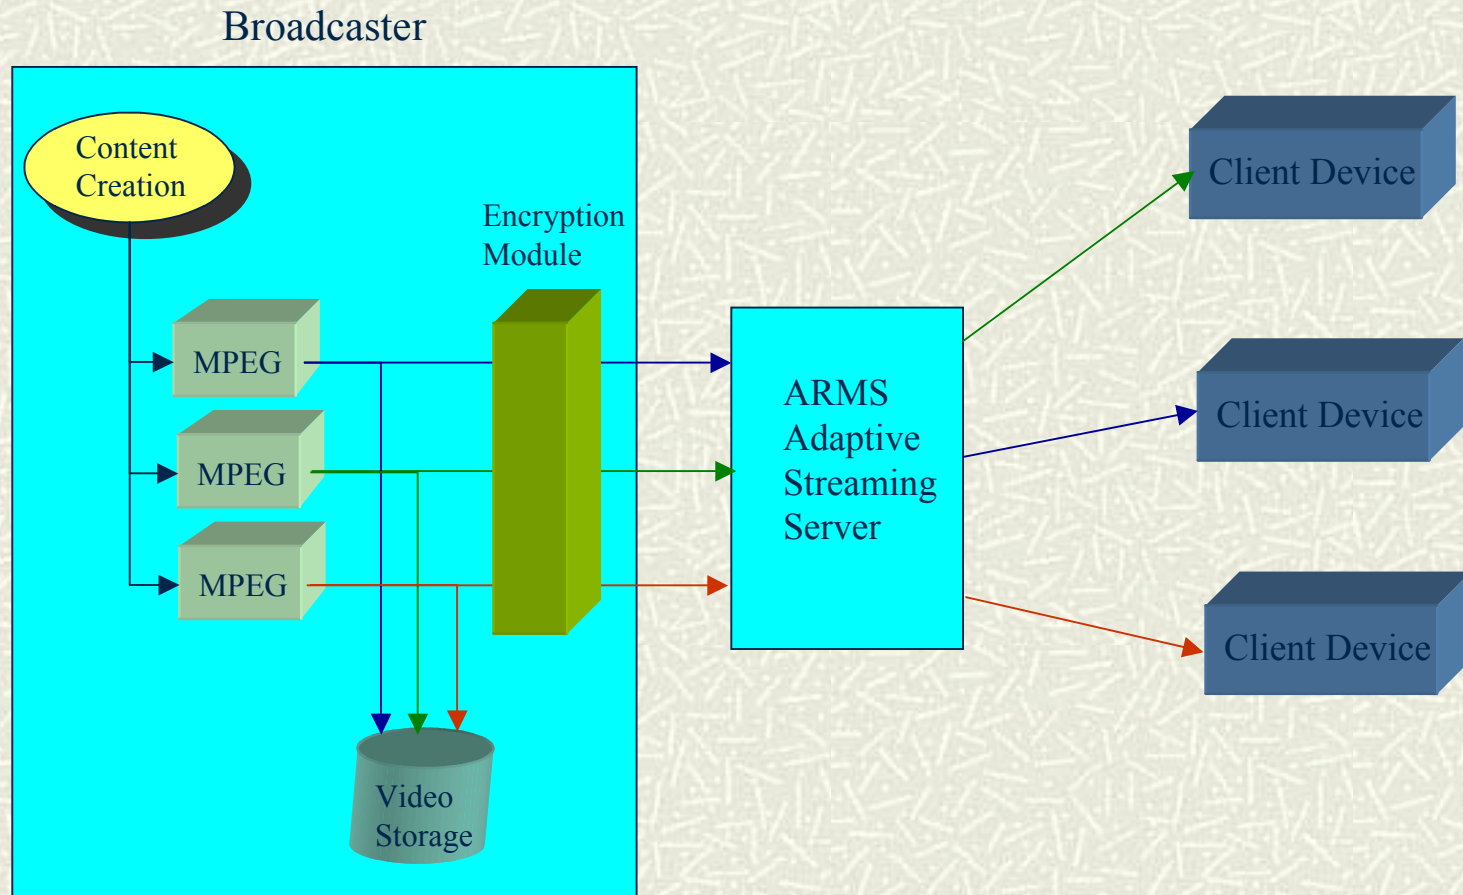 Broadcaster
Content
Creation
Encryption
Module
MPEG
MPEG
MPEG
Video
Storage
ARMS
Adaptive
Streaming
Server
Client Device
Client Device
Client Device